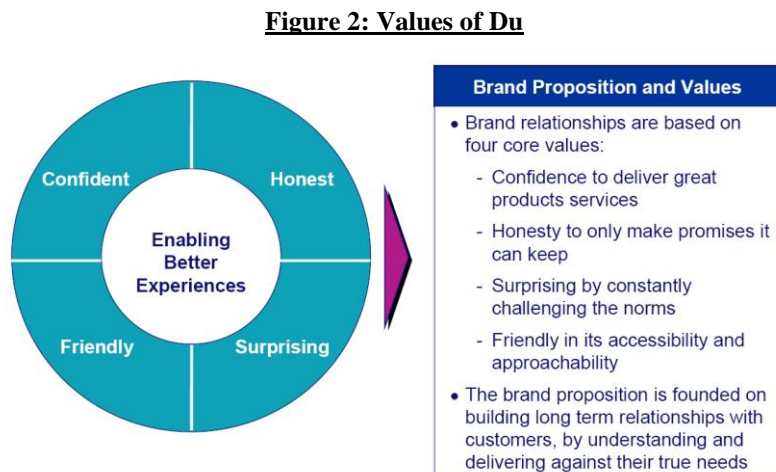 Figure 2: Values of Du
Confident
Honest
Enabling
Better
Experiences
Friendly
Surprising
Brand Proposition and Values
• Brand relationships are based on
four core values:
- Confidence to deliver great
products services
- Honesty to only make promises it
can keep
- Surprising by constantly
challenging the norms
- Friendly in its accessibility and
approachability
• The brand proposition is founded on
building long term relationships with
customers, by understanding and
delivering against their true needs